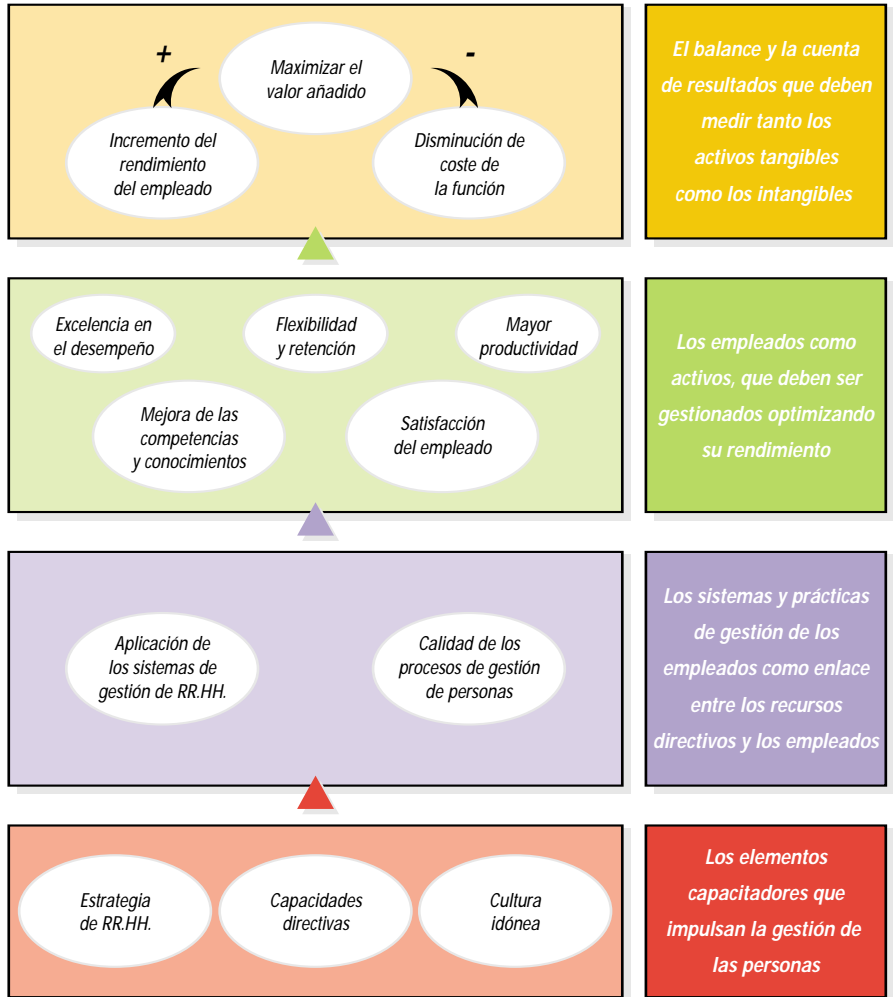 +
-
Maximizar el
valor añadido
Incremento del
rendimiento
del empleado
Disminución de
coste de
la función
El balance y la cuenta
de resultados que deben
medir tanto los
activos tangibles
como los intangibles
Excelencia en
el desempeño
Flexibilidad
y retención
Mayor
productividad
Mejora de las
competencias
y conocimientos
Satisfacción
del empleado
Los empleados como
activos, que deben ser
gestionados optimizando
su rendimiento
Aplicación de
los sistemas de
gestión de RR.HH.
Calidad de los
procesos de gestión
de personas
Los sistemas y prácticas
de gestión de los
empleados como enlace
entre los recursos
directivos y los empleados
Estrategia
de RR.HH.
Capacidades
directivas
Cultura
idónea
Los elementos
capacitadores que
impulsan la gestión de
las personas